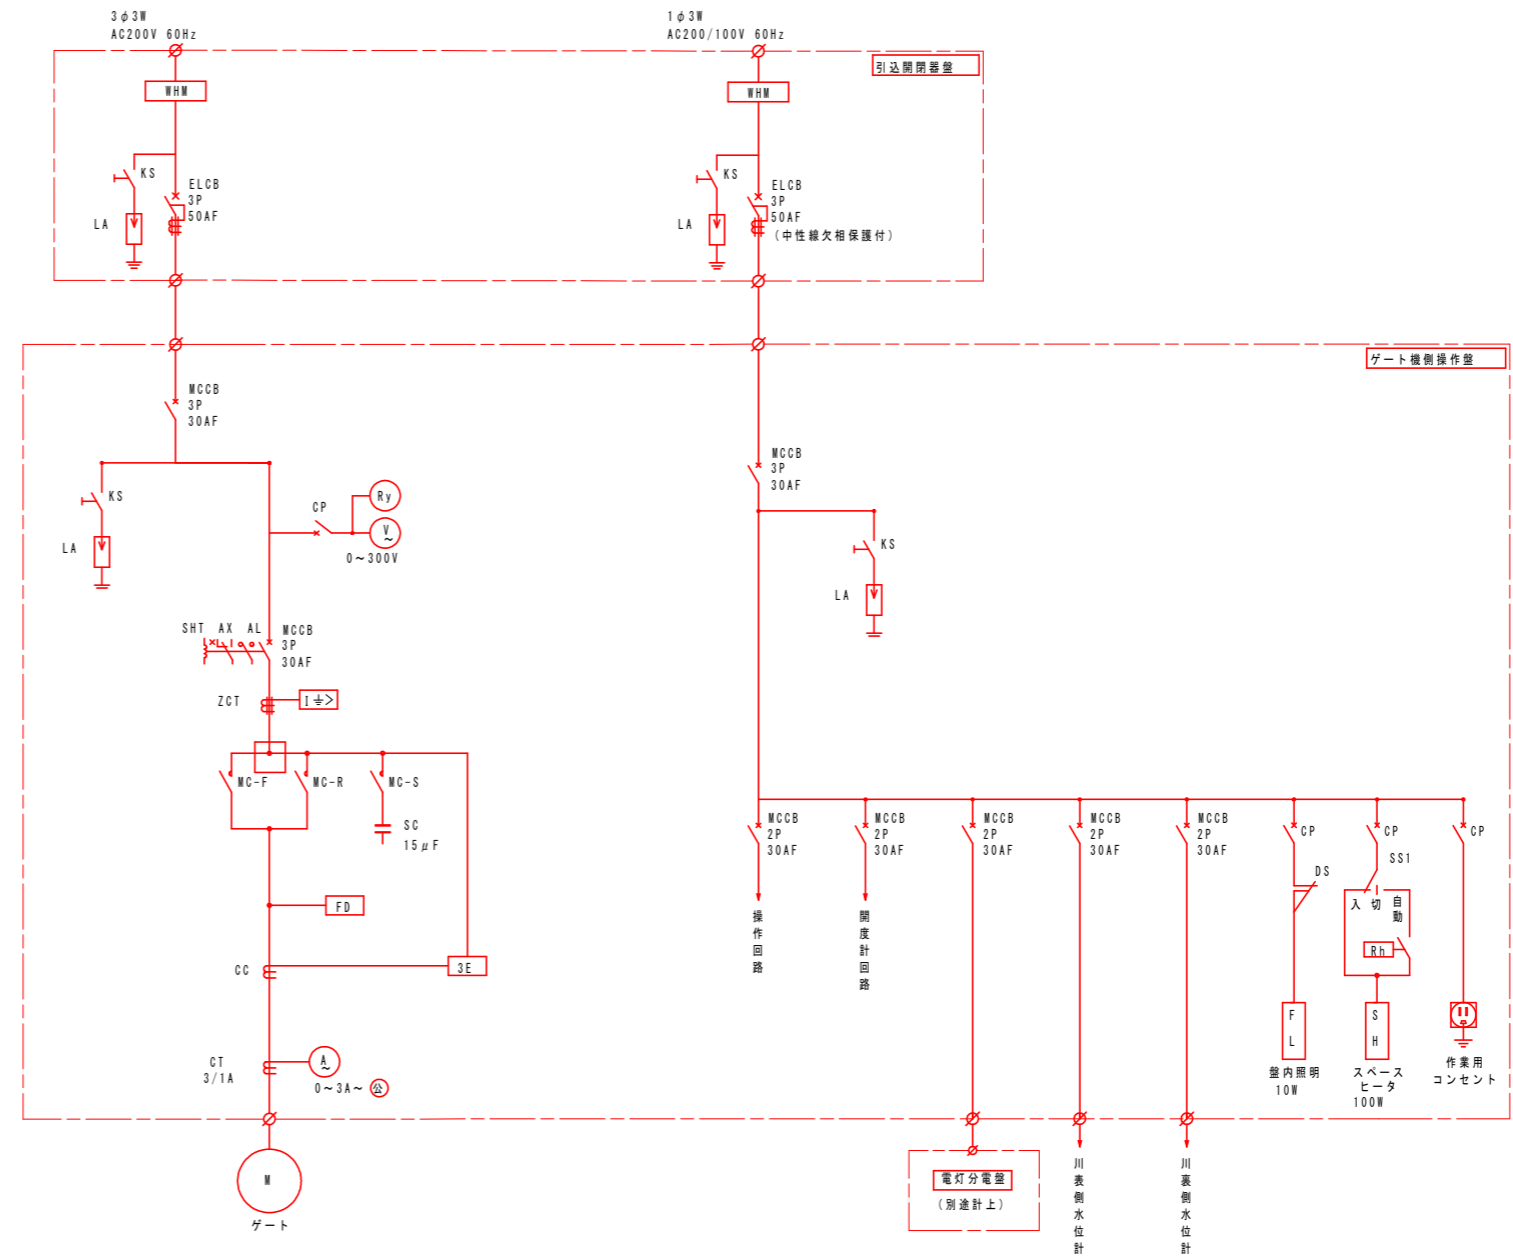 3φ3W
AC200V 60Hz
1φ3W
AC200/100V 60Hz
引込開閉器盤
WHM
WHM
KS
ELCB
3P
50AF
LA
KS
ELCB
3P
50AF
(中性線欠相保護付)
LA
ゲート機側操作盤
MCCB
3P
30AF
KS
LA
CP
Ry
V
~
0~300V
MCCB
3P
30AF
KS
LA
SHT AX AL
MCCB
3P
30AF
ZCT
I
MC-F
MC-R
MC-S
SC
15μF
FD
CC
3E
CT
3/1A
A
~
0~3A~ 公
M
ゲート
MCCB
2P
30AF
操作回路
MCCB
2P
30AF
開度計回路
MCCB
2P
30AF
電灯分電盤
(別途計上)
MCCB
2P
30AF
川表側水位計
MCCB
2P
30AF
川裏側水位計
CP
DS
FL
盤内照明
10W
CP
SS1
入 切 自動
Rh
SH
スペース
ヒータ
100W
CP
作業用
コンセント